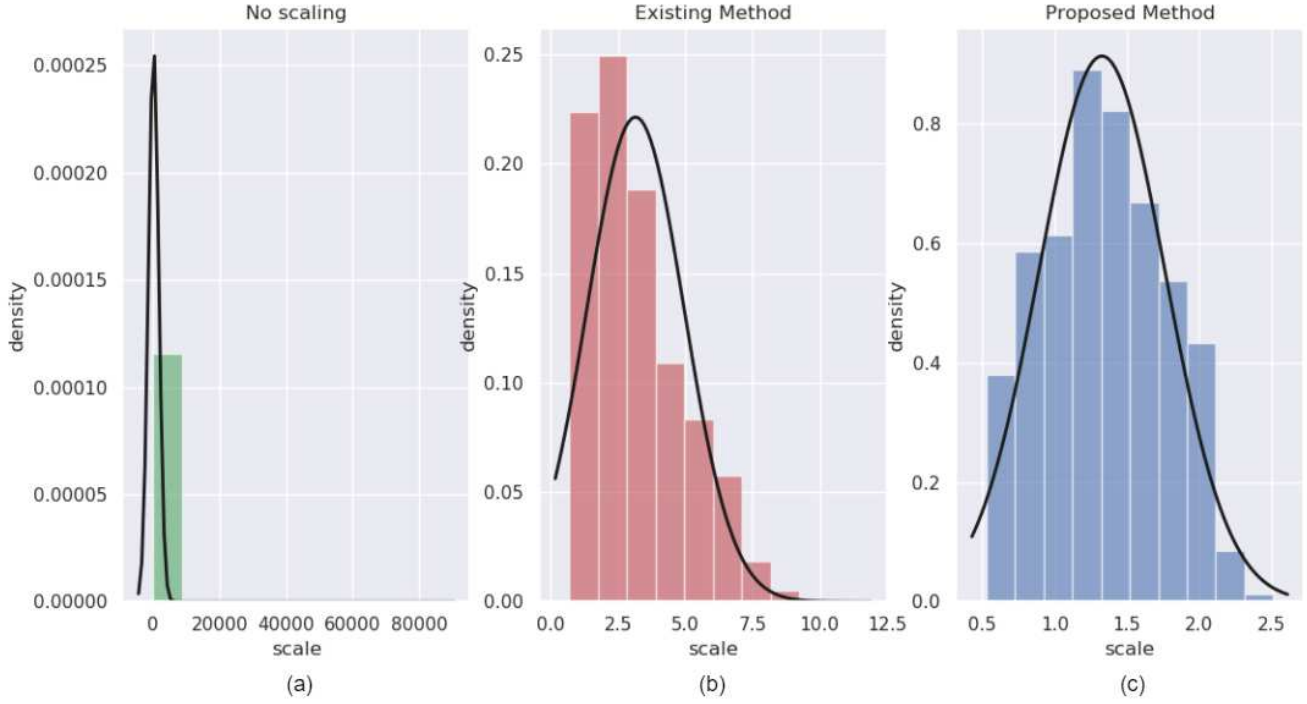 No scaling
0.00025
0.00020
0.00015
0.00010
0.00005
0.00000
density
0 20000 40000 60000 80000
scale
(a)
Existing Method
0.25
0.20
0.15
0.10
0.05
0.00
density
0.0 2.5 5.0 7.5 10.0 12.5
scale
(b)
Proposed Method
0.8
0.6
0.4
0.2
0.0
density
0.5 1.0 1.5 2.0 2.5
scale
(c)